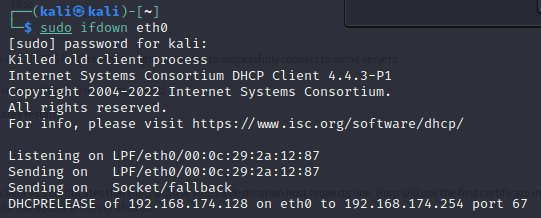 (kali㉿kali)-[~]
$ sudo ifdown eth0
[sudo] password for kali:
Killed old client process
Internet Systems Consortium DHCP Client 4.4.3-P1
Copyright 2004-2022 Internet Systems Consortium.
All rights reserved.
For info, please visit https://www.isc.org/software/dhcp/
Listening on LPF/eth0/00:0c:29:2a:12:87
Sending on   LPF/eth0/00:0c:29:2a:12:87
Sending on   Socket/fallback
DHCPRELEASE of 192.168.174.128 on eth0 to 192.168.174.254 port 67